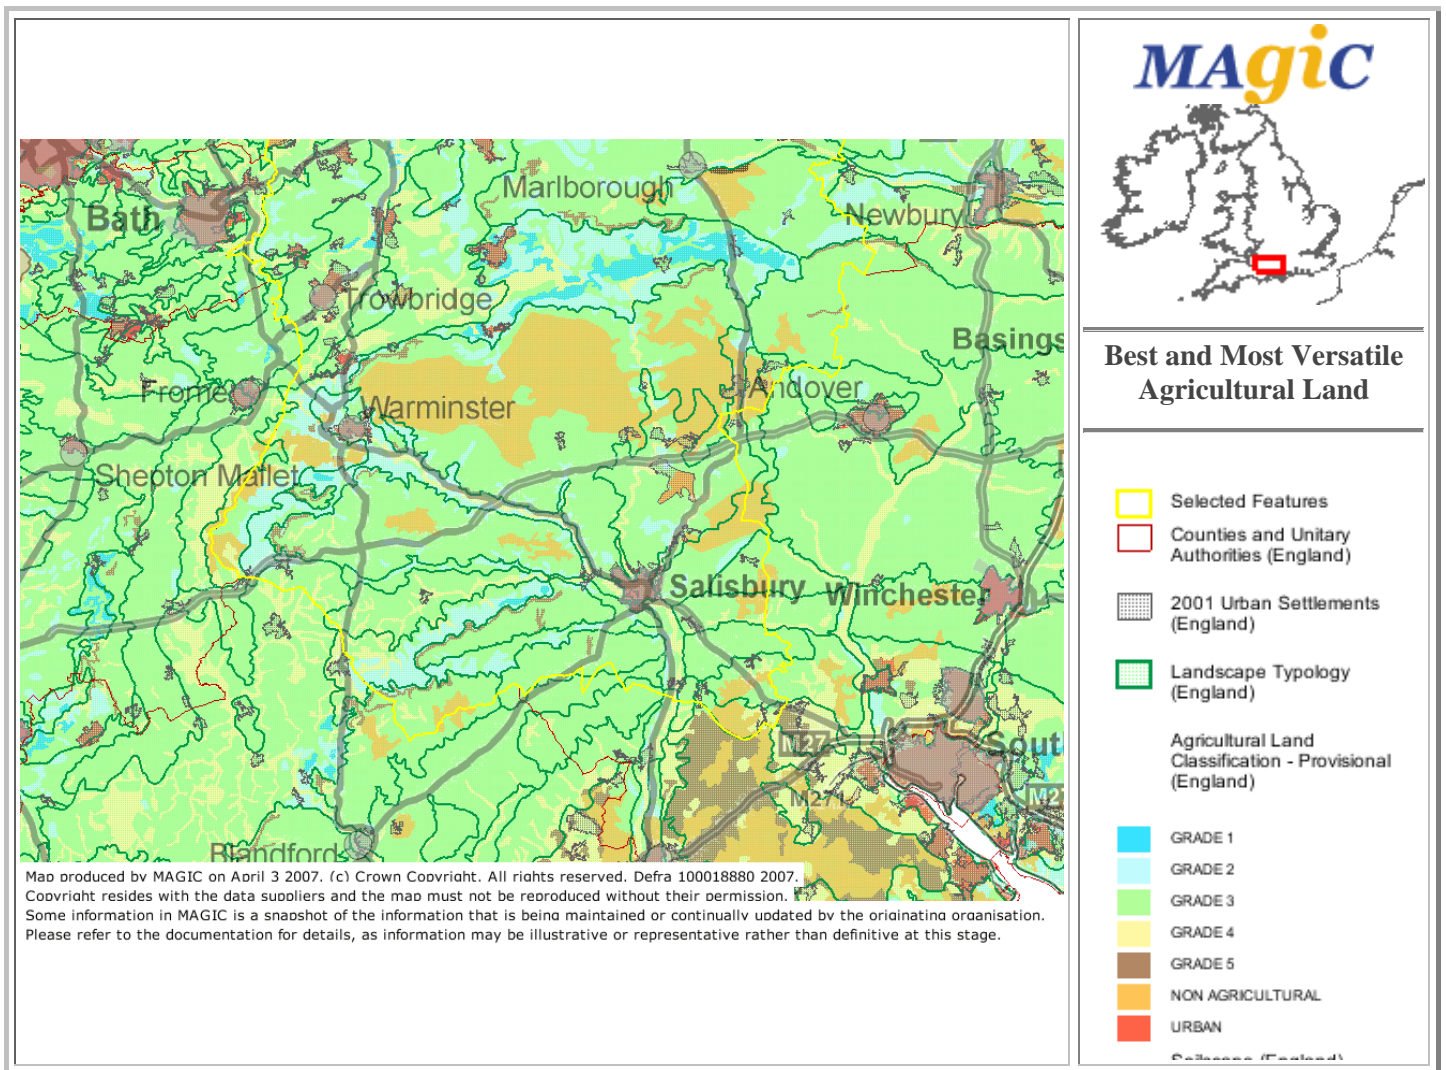 MAgiC
Marlborough
Bath
Newbury
Trowbridge
Basings
Frome
Andover
Warminster
Shepton Mallet
Salisbury
Winchester
M27
Sout
M27
M2
Blandford
Map produced by MAGIC on April 3 2007. (c) Crown Copyright. All rights reserved. Defra 100018880 2007.
Copyright resides with the data suppliers and the map must not be reproduced without their permission.
Some information in MAGIC is a snapshot of the information that is being maintained or continually updated by the originating organisation.
Please refer to the documentation for details, as information may be illustrative or representative rather than definitive at this stage.
Best and Most Versatile
Agricultural Land
Selected Features
Counties and Unitary
Authorities (England)
2001 Urban Settlements
(England)
Landscape Typology
(England)
Agricultural Land
Classification - Provisional
(England)
GRADE 1
GRADE 2
GRADE 3
GRADE 4
GRADE 5
NON AGRICULTURAL
URBAN
Soilscape (England)